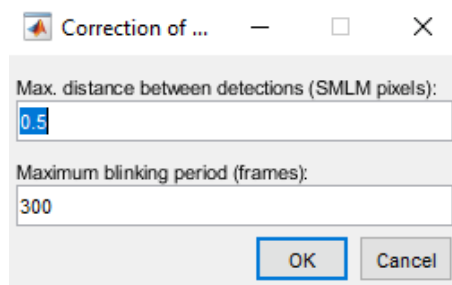 Correction of ...
Max. distance between detections (SMLM pixels):
0.5
Maximum blinking period (frames):
300
OK Cancel